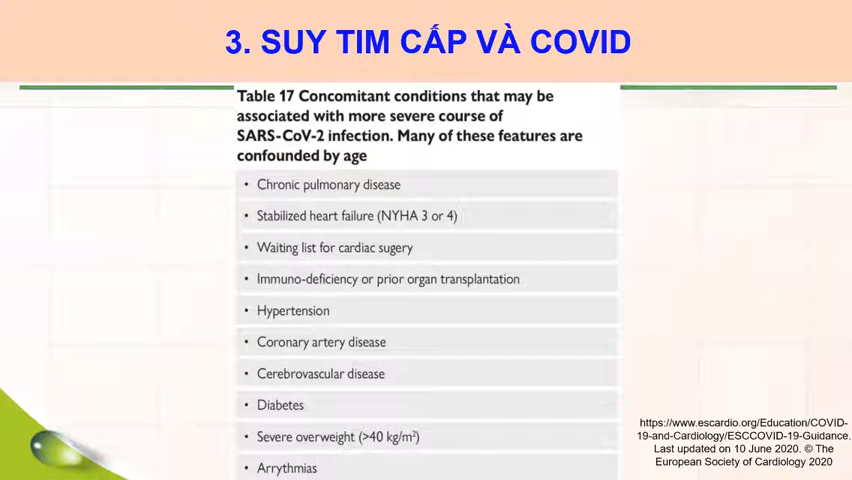 3. SUY TIM CẤP VÀ COVID
Table 17 Concomitant conditions that may be
associated with more severe course of
SARS-CoV-2 infection. Many of these features are
confounded by age
• Chronic pulmonary disease
• Stabilized heart failure (NYHA 3 or 4)
• Waiting list for cardiac sugery
• Immuno-deficiency or prior organ transplantation
• Hypertension
• Coronary artery disease
• Cerebrovascular disease
• Diabetes
• Severe overweight (>40 kg/m²)
• Arrythmias
https://www.escardio.org/Education/COVID-
19-and-Cardiology/ESCCOVID-19-Guidance.
Last updated on 10 June 2020. © The
European Society of Cardiology 2020